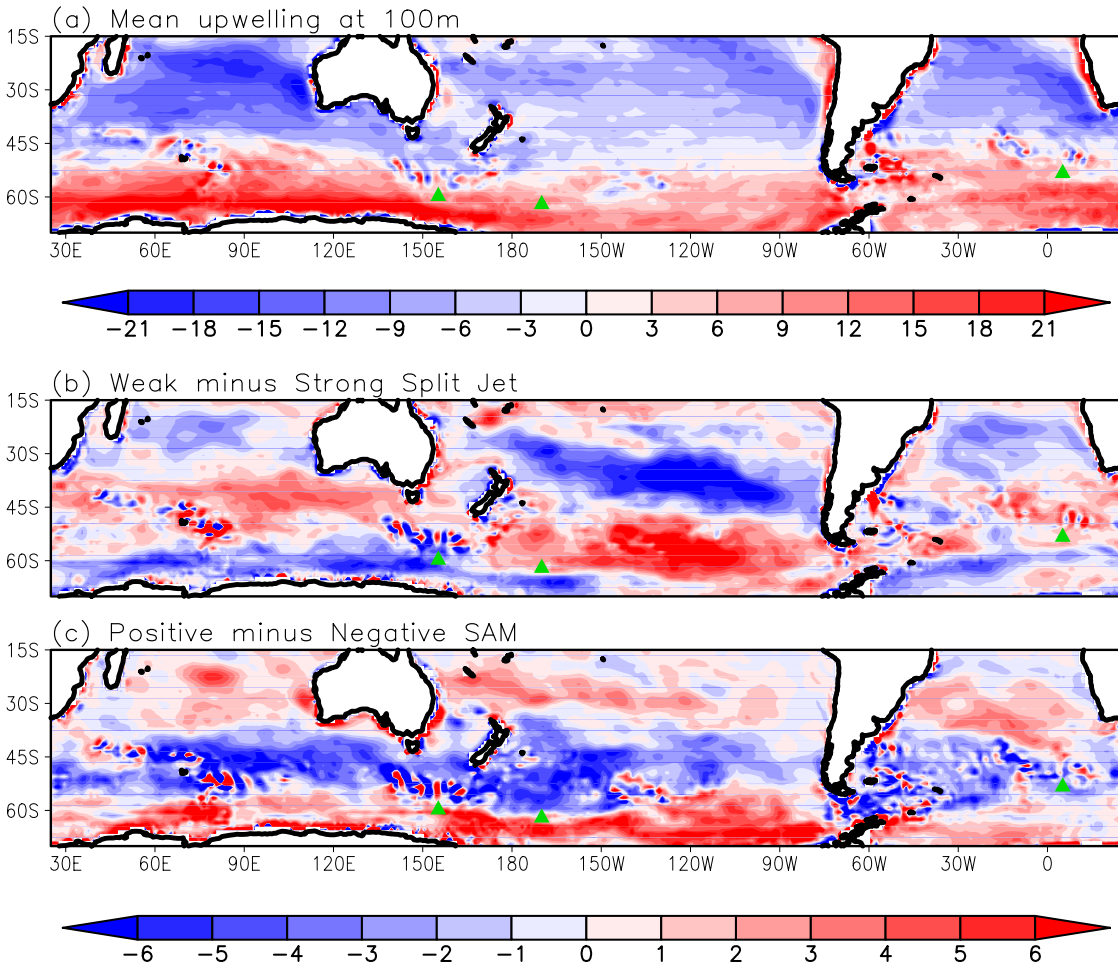 (a) Mean upwelling at 100m
15S
30S
45S
60S
30E 60E 90E 120E 150E 180 150W 120W 90W 60W 30W 0
−21 −18 −15 −12 −9 −6 −3 0 3 6 9 12 15 18 21
(b) Weak minus Strong Split Jet
15S
30S
45S
60S
(c) Positive minus Negative SAM
15S
30S
45S
60S
30E 60E 90E 120E 150E 180 150W 120W 90W 60W 30W 0
−6 −5 −4 −3 −2 −1 0 1 2 3 4 5 6